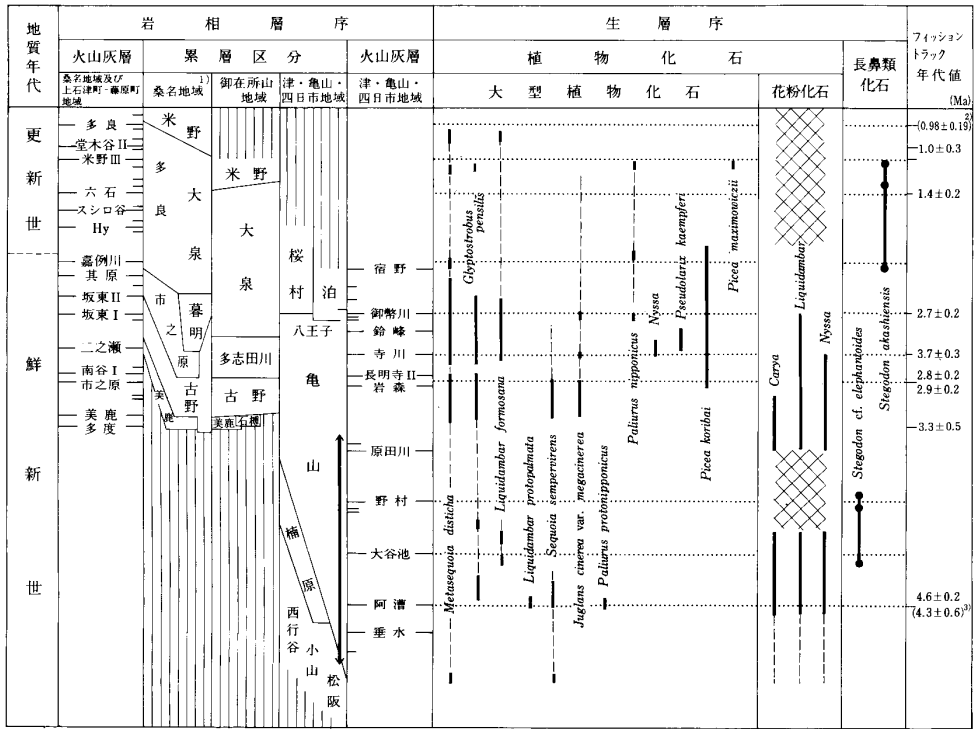 地質年代
岩相層序
生層序
フィッショントラック年代値
(Ma)
火山灰層
累層区分
火山灰層
植物化石
長鼻類化石
桑名地域及び上石津町-藤原町地域
桑名地域 1)
御在所山地域
津・亀山・四日市地域
津・亀山・四日市地域
大型植物化石
花粉化石
更新世
鮮新世
多良
堂木谷II
米野III
六石
スシロ谷
Hy
嘉例川
其原
坂東II
坂東I
二之瀬
南谷I
市之原
美鹿
多度
米野
多良
大泉
市之原
暮明
古野
美鹿
米野
大泉
多志田川
古野
美鹿
桜村
泊
八王子
亀山
楠原
西行谷
小山
松阪
宿野
御幣川
鈴峰
寺川
長明寺II
岩森
原田川
野村
大谷池
阿漕
垂水
Metasequoia disticha
Glyptostrobus pensilis
Liquidambar formosana
Liquidambar protopalmata
Sequoia sempervirens
Juglans cinerea var. megacinerea
Paliurus protonipponicus
Paliurus nipponicus
Nyssa
Pseudolarix kaempferi
Picea koribai
Picea maximowiczii
Carya
Liquidambar
Nyssa
Stegodon cf. elephantoides
Stegodon akashiensis
(0.98±0.19) 2)
1.0±0.3
1.4±0.2
2.7±0.2
3.7±0.3
2.8±0.2
2.9±0.2
3.3±0.5
4.6±0.2
(4.3±0.6) 3)